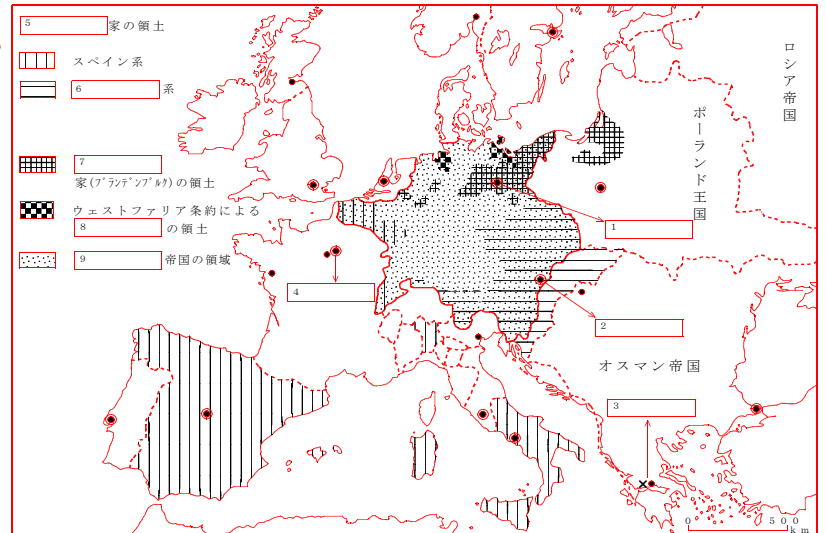 5 家の領土
スペイン系
6 系
7
家(ブランデンブルク)の領土
ウェストファリア条約による
8 の領土
9 帝国の領域
ロシア帝国
ポーランド王国
1
4
2
オスマン帝国
3
0 500
km